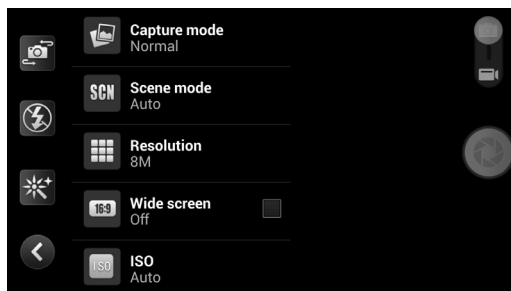 Capture mode
Normal
SCN
Scene mode
Auto
Resolution
8M
16:9
Wide screen
Off
ISO
ISO
Auto